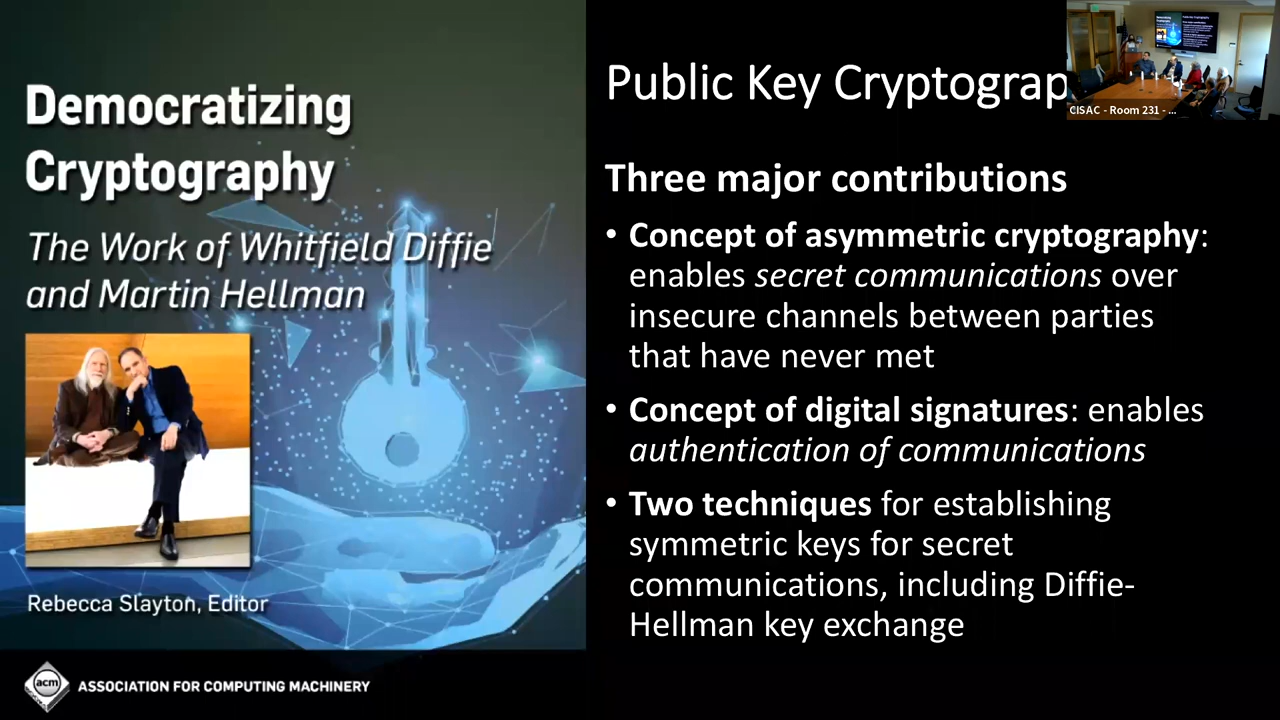 Democratizing
Cryptography
The Work of Whitfield Diffie
and Martin Hellman
Rebecca Slayton, Editor
acm
ASSOCIATION FOR COMPUTING MACHINERY
Public Key Cryptograp
CISAC - Room 231 - ...
Three major contributions
• Concept of asymmetric cryptography:
enables secret communications over
insecure channels between parties
that have never met
• Concept of digital signatures: enables
authentication of communications
• Two techniques for establishing
symmetric keys for secret
communications, including Diffie-
Hellman key exchange